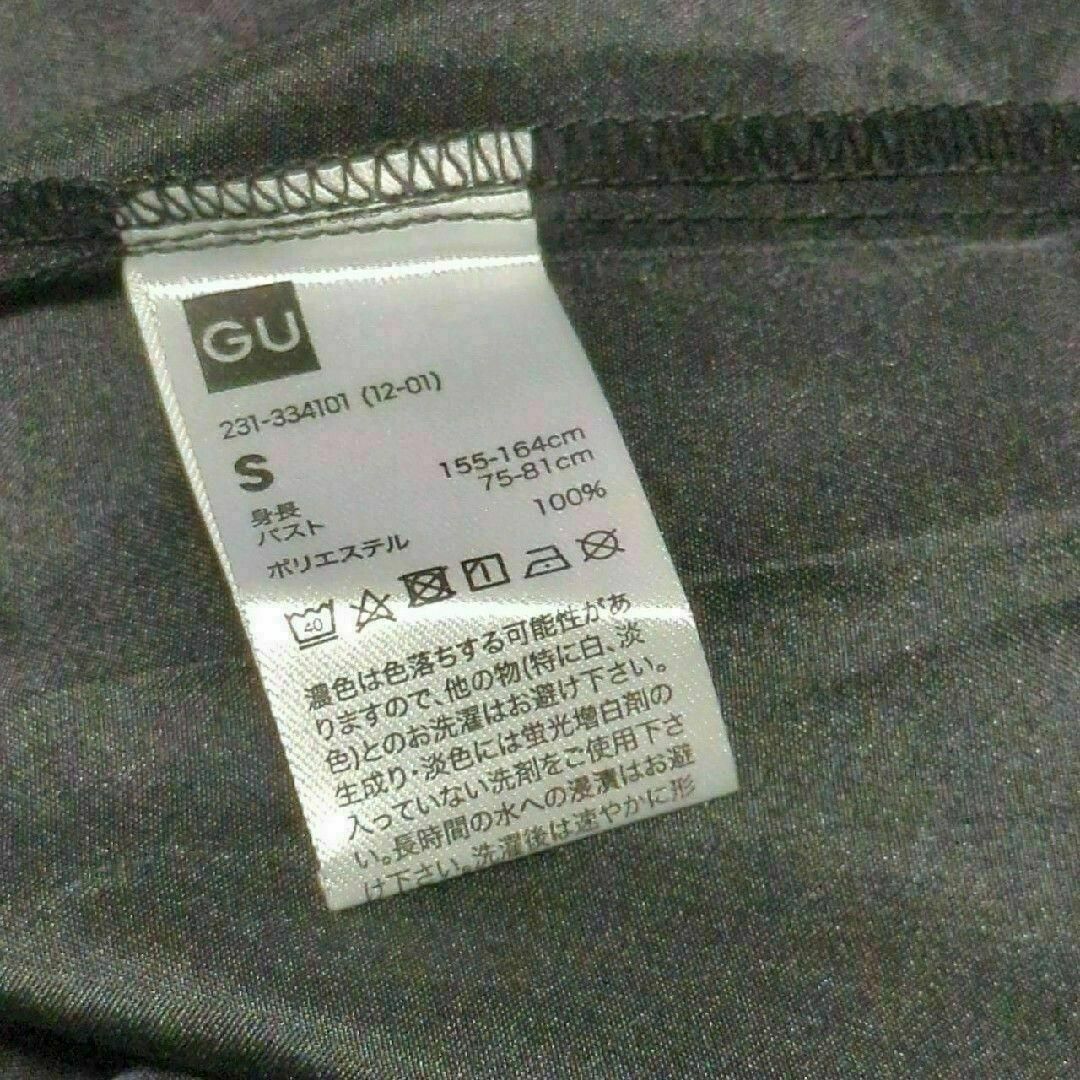 GU
231-334101 (12-01)
S
身長 155-164cm
バスト 75-81cm
ポリエステル 100%
40
濃色は色落ちする可能性があ
りますので、他の物(特に白、淡
色)とのお洗濯はお避け下さい。
生成り・淡色には蛍光増白剤の
入っていない洗剤をご使用下さ
い。長時間の水への浸漬はお避
け下さい。洗濯後は速やかに形